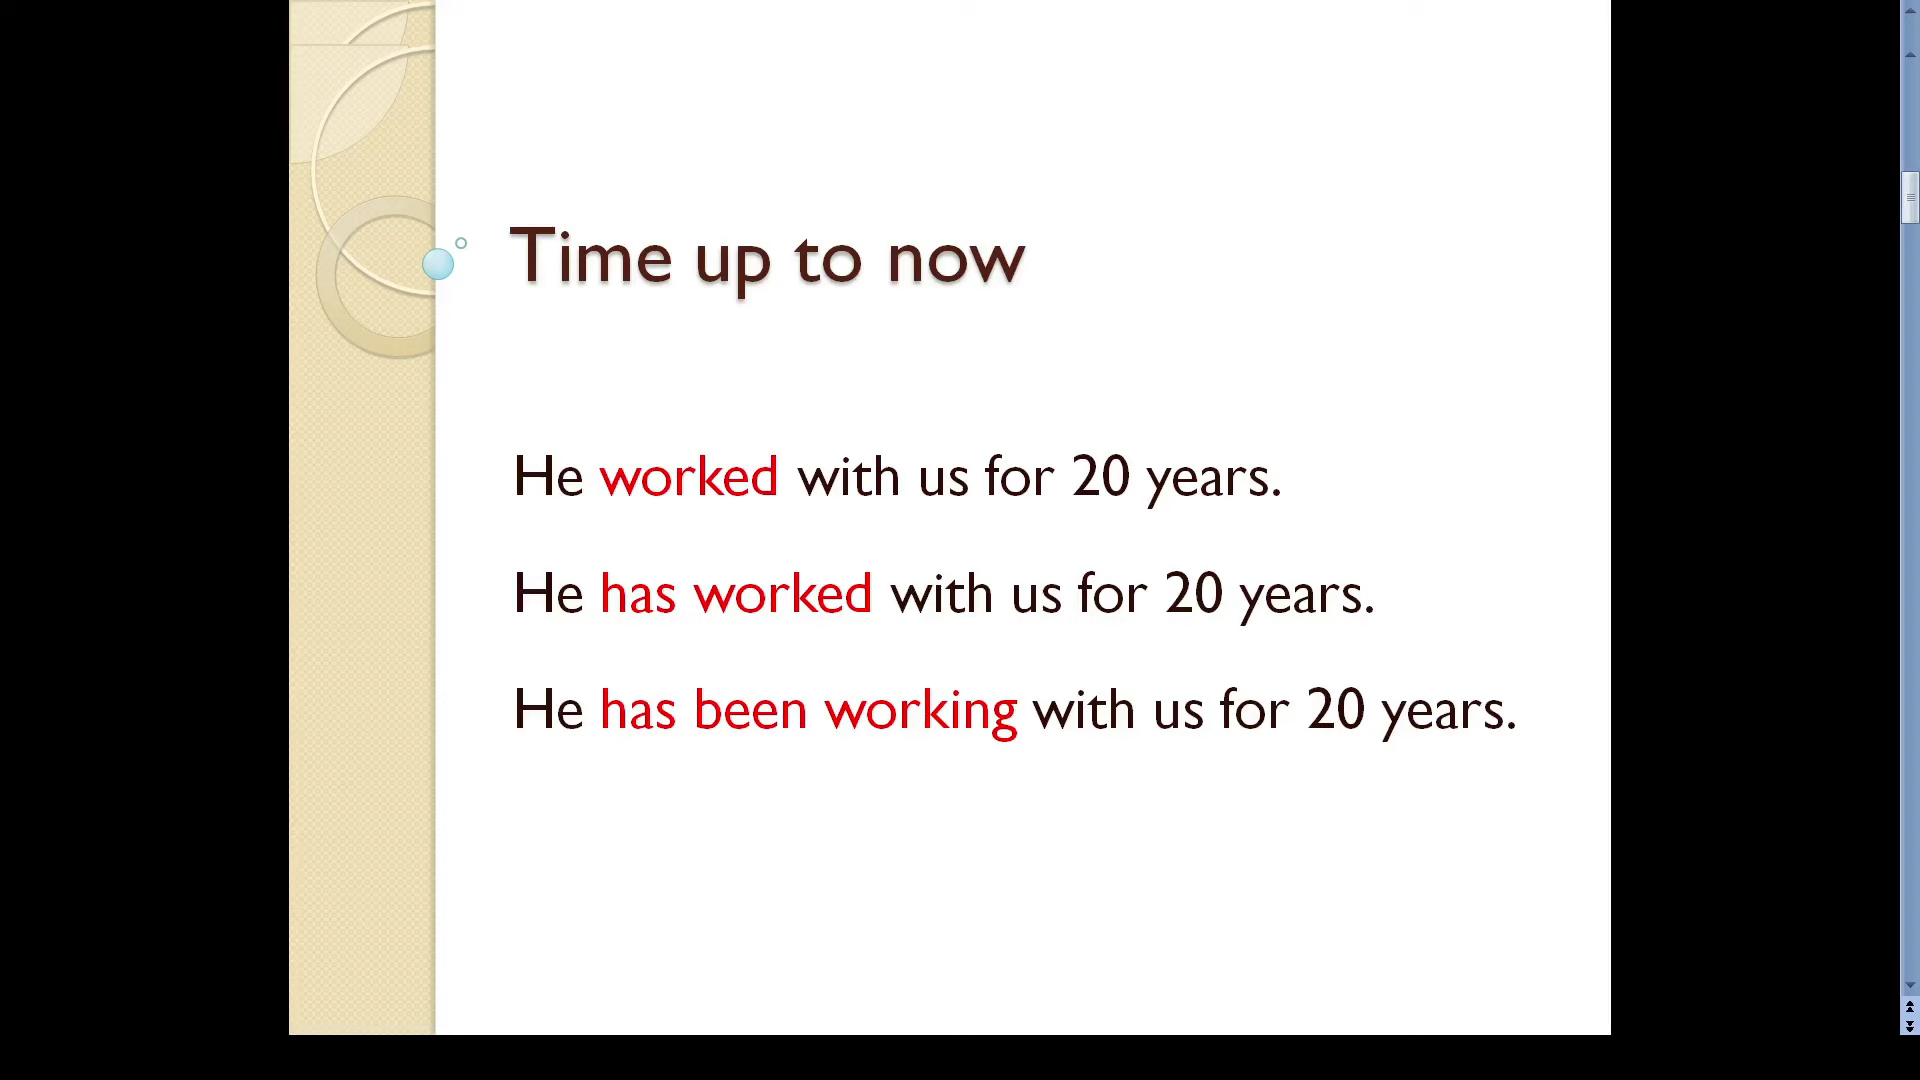 Time up to now
He worked with us for 20 years.
He has worked with us for 20 years.
He has been working with us for 20 years.